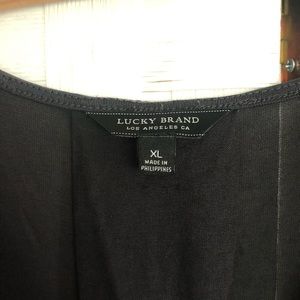 LUCKY BRAND
LOS ANGELES CA
XL
MADE IN
PHILIPPINES